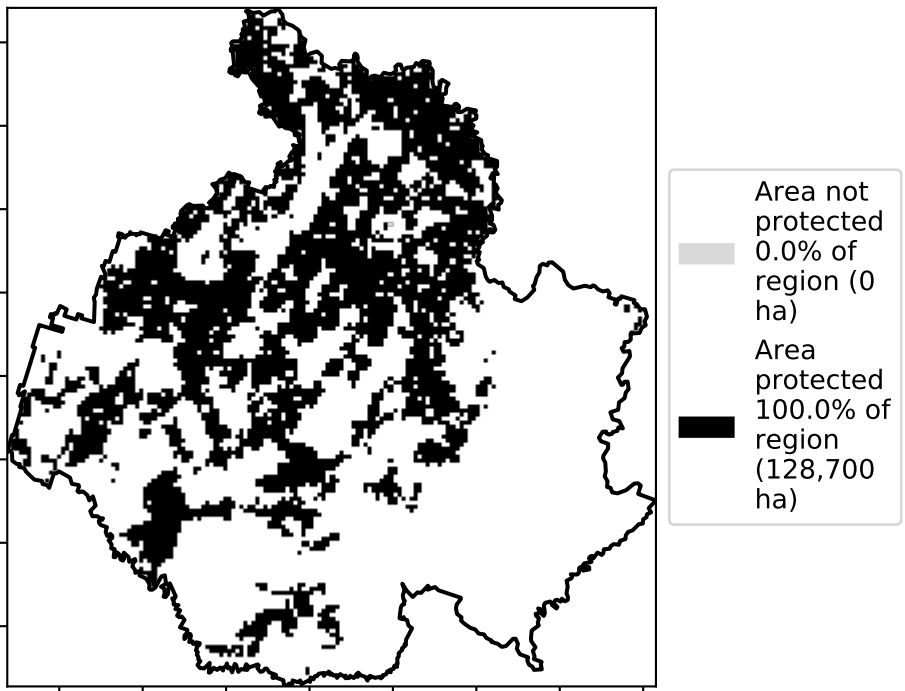 Area not
protected
0.0% of
region (0
ha)
Area
protected
100.0% of
region
(128,700
ha)